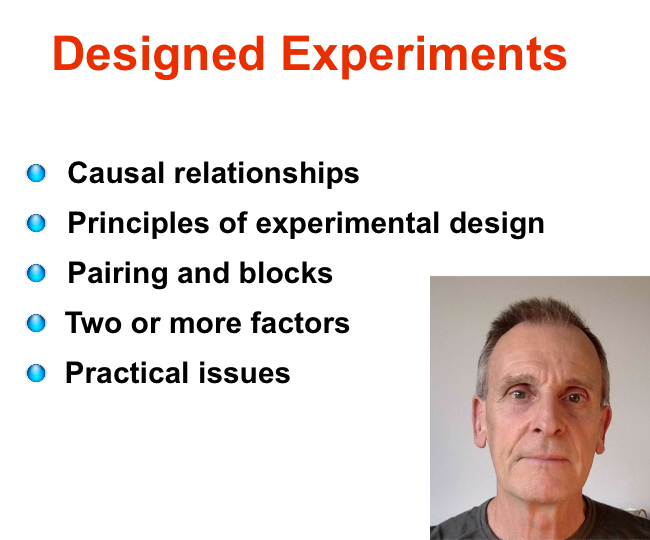 Designed Experiments
Causal relationships
Principles of experimental design
Pairing and blocks
Two or more factors
Practical issues